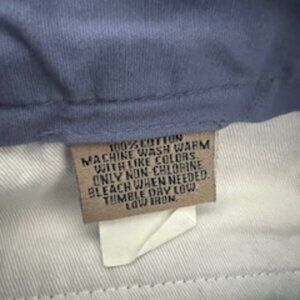 100% COTTON
MACHINE WASH WARM
WITH LIKE COLORS.
ONLY NON-CHLORINE
BLEACH WHEN NEEDED.
TUMBLE DRY LOW.
LOW IRON.